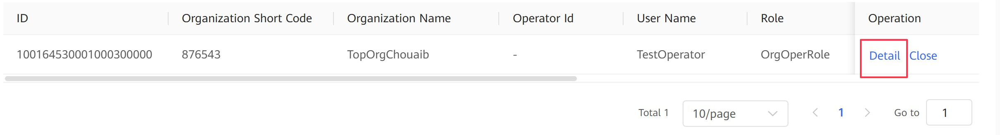 ID Organization Short Code Organization Name Operator Id User Name Role Operation
100164530001000300000 876543 TopOrgChouaib - TestOperator OrgOperRole Detail Close
Total 1 10/page 1 Go to 1